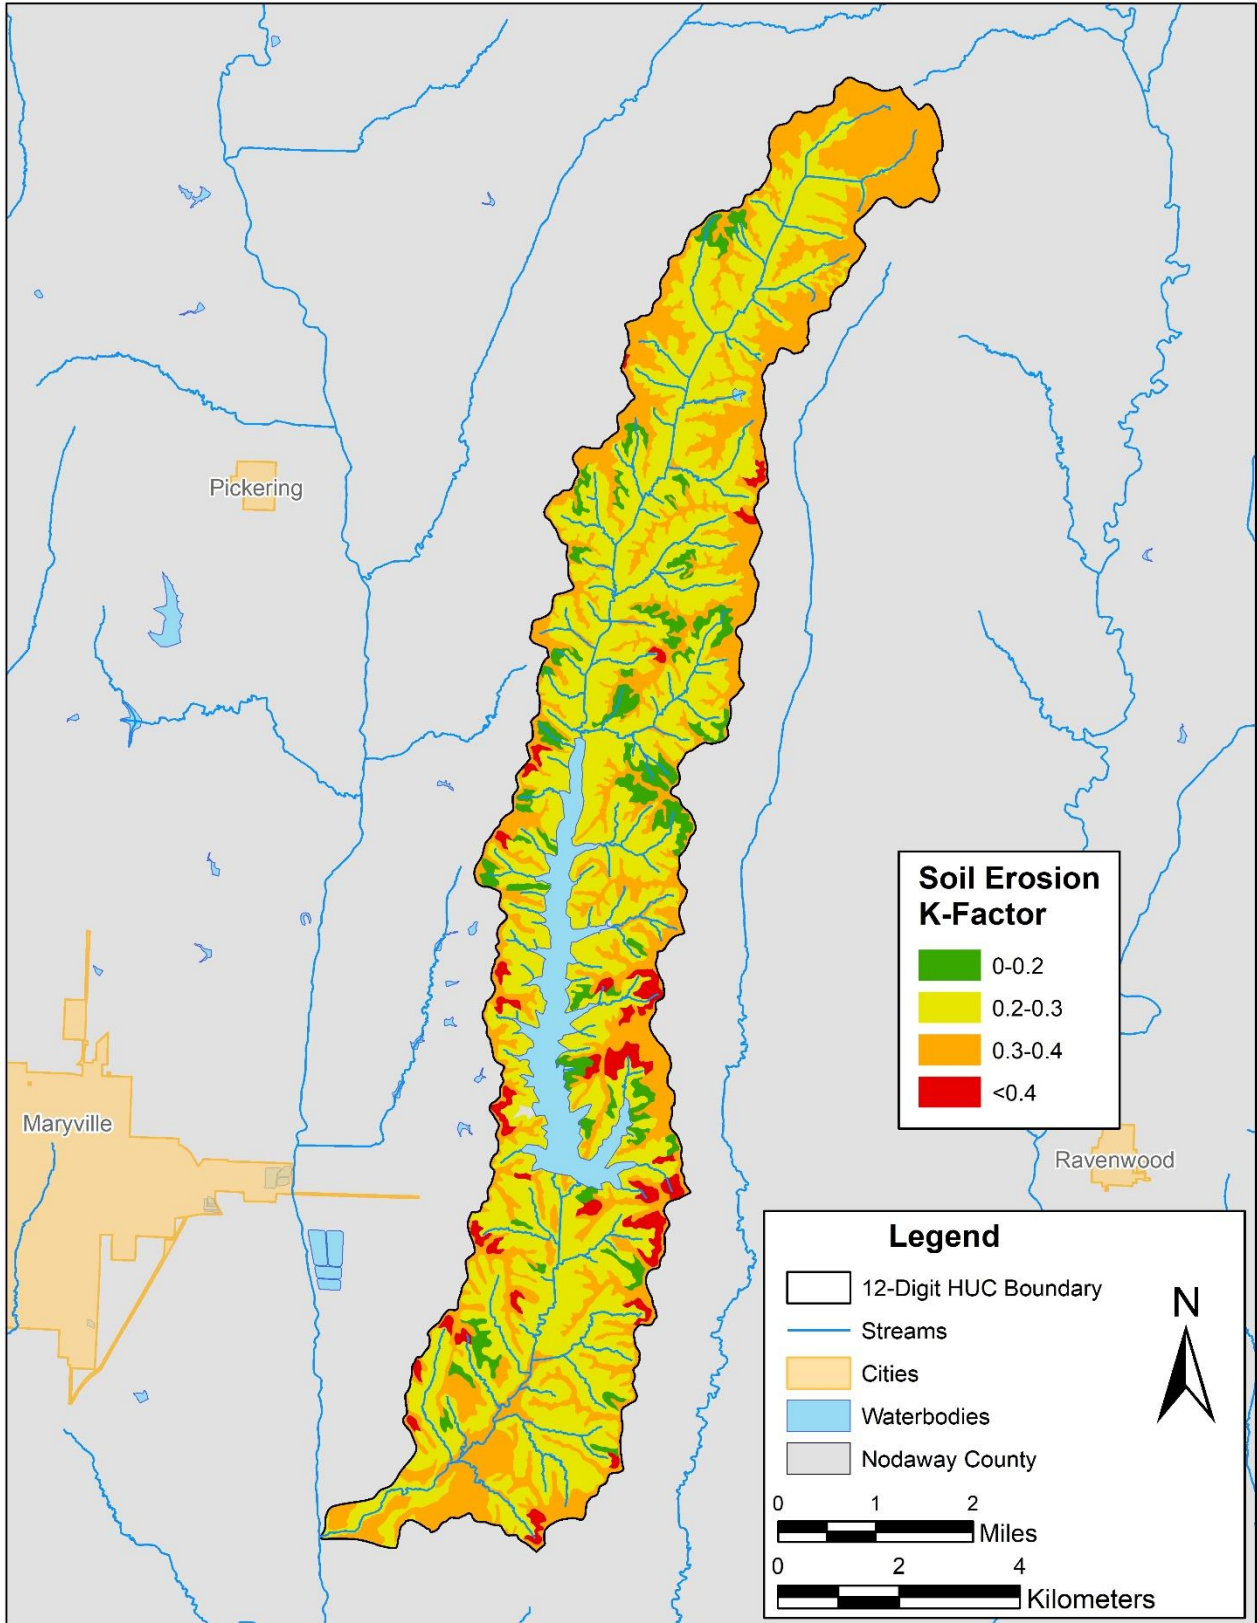 Pickering
Soil Erosion
K-Factor
0-0.2
0.2-0.3
0.3-0.4
<0.4
Maryville
Ravenwood
Legend
12-Digit HUC Boundary
Streams
Cities
Waterbodies
Nodaway County
N
0 1 2
Miles
0 2 4
Kilometers